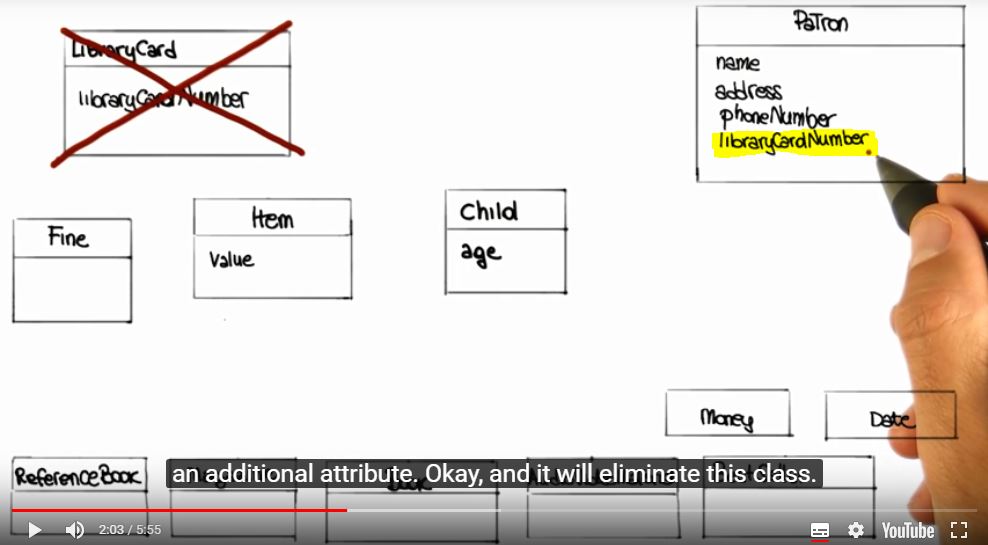 LibraryCard
libraryCardNumber
Patron
name
address
phoneNumber
libraryCardNumber
Fine
Item
Value
Child
age
Money
Date
ReferenceBook
Book
an additional attribute. Okay, and it will eliminate this class.
2:03 / 5:55
YouTube